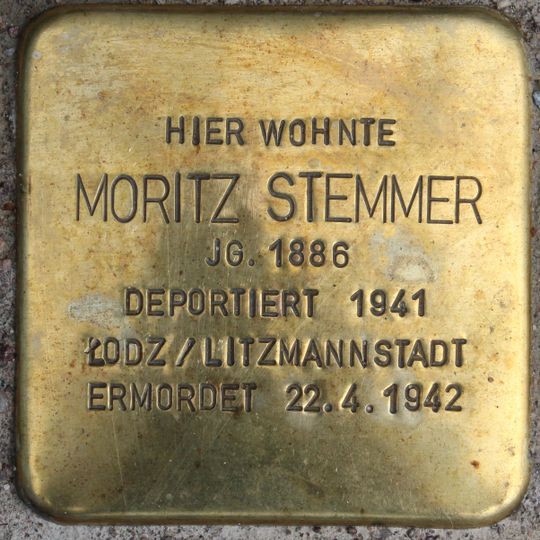 HIER WOHNTE
MORITZ STEMMER
JG. 1886
DEPORTIERT 1941
ŁODZ / LITZMANNSTADT
ERMORDET 22.4.1942